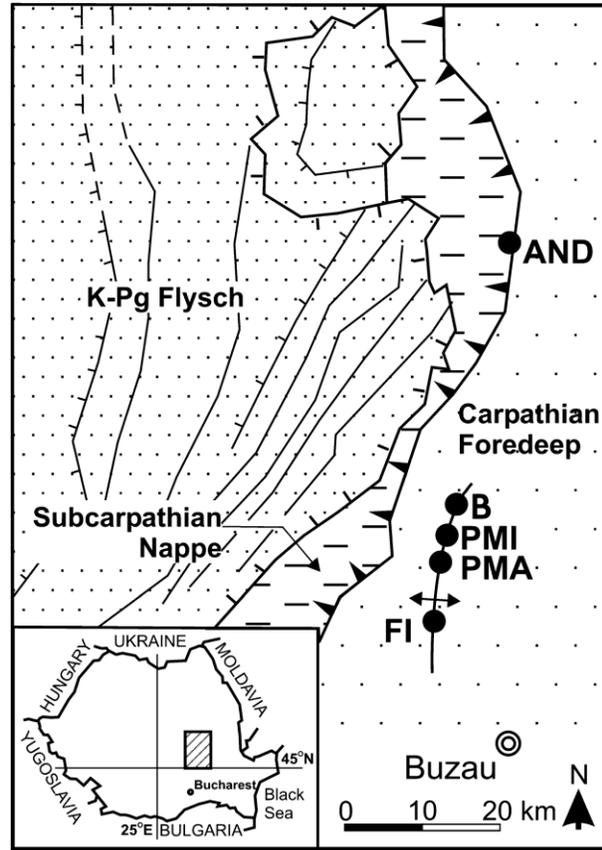 AND
K-Pg Flysch
Carpathian
Foredeep
B
Subcarpathian
Nappe
PMI
PMA
FI
UKRAINE
HUNGARY
MOLDAVIA
YUGOSLAVIA
45°N
Bucharest
Black
Sea
25°E
BULGARIA
Buzau
N
0 10 20 km